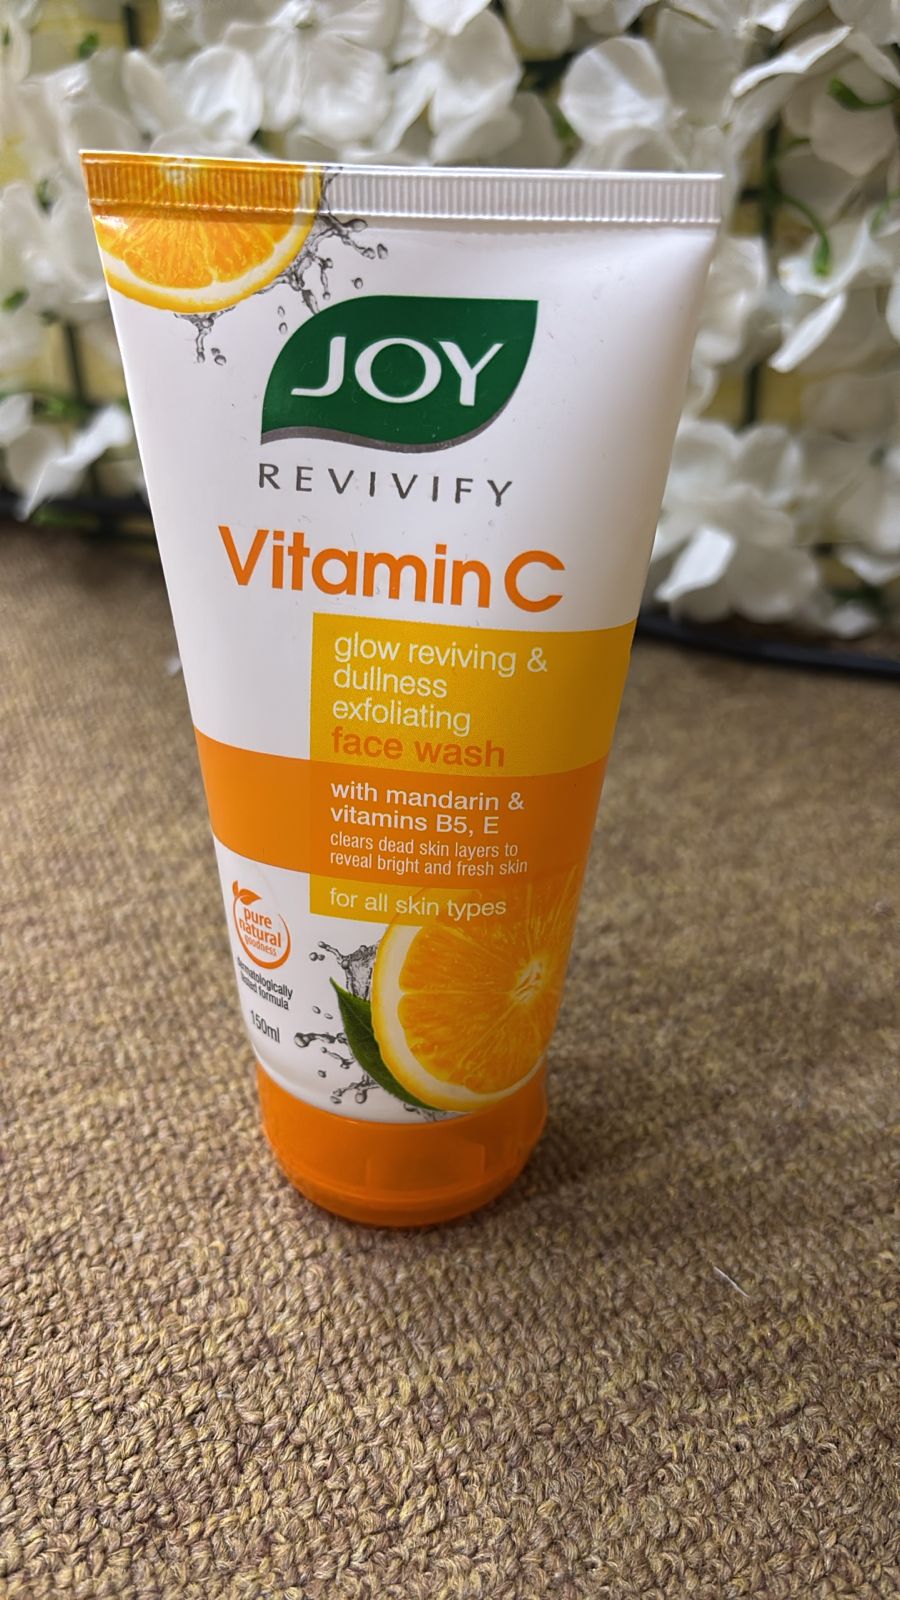 JOY
REVIVIFY
Vitamin C
glow reviving &
dullness
exfoliating
face wash
with mandarin &
vitamins B5, E
clears dead skin layers to
reveal bright and fresh skin
for all skin types
pure
natural
goodness
dermatologically
tested formula
150ml